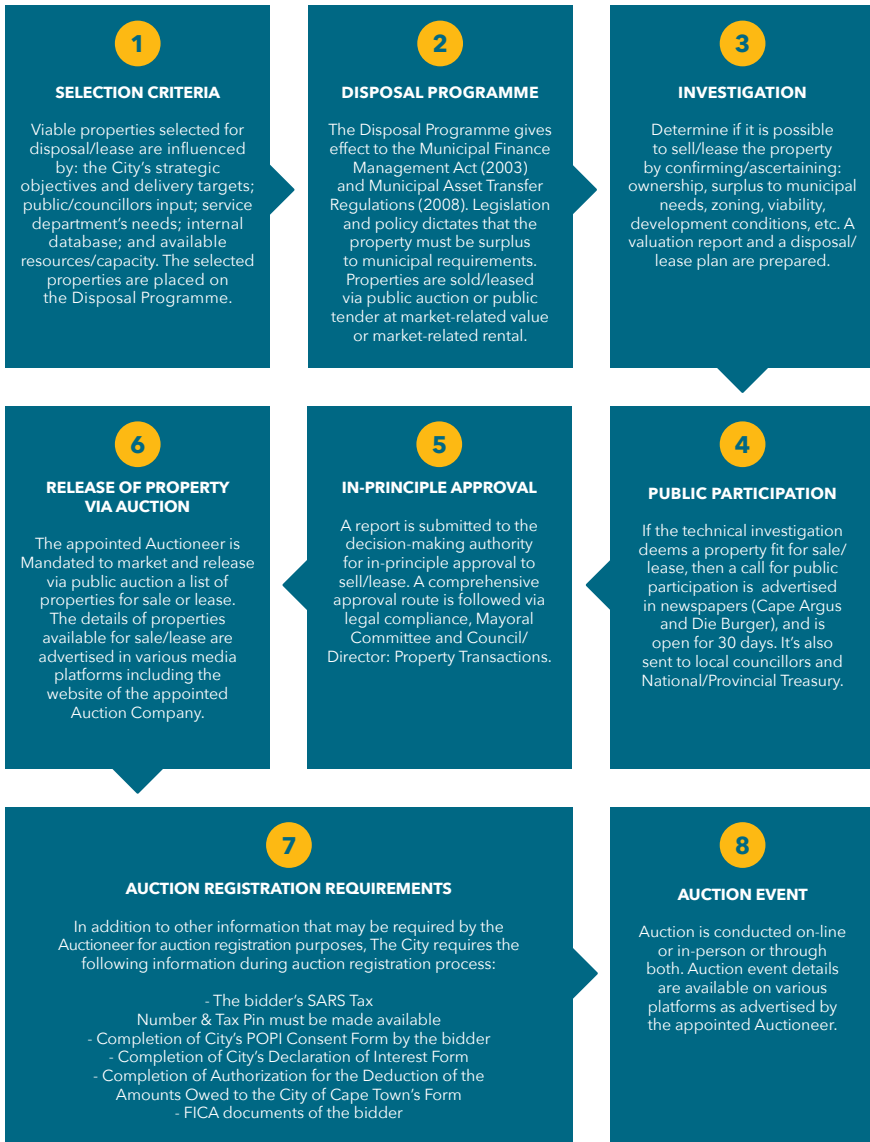 1
SELECTION CRITERIA
Viable properties selected for
disposal/lease are influenced
by: the City's strategic
objectives and delivery targets;
public/councillors input; service
department's needs; internal
database; and available
resources/capacity. The selected
properties are placed on
the Disposal Programme.
2
DISPOSAL PROGRAMME
The Disposal Programme gives
effect to the Municipal Finance
Management Act (2003)
and Municipal Asset Transfer
Regulations (2008). Legislation
and policy dictates that the
property must be surplus
to municipal requirements.
Properties are sold/leased
via public auction or public
tender at market-related value
or market-related rental.
3
INVESTIGATION
Determine if it is possible
to sell/lease the property
by confirming/ascertaining:
ownership, surplus to municipal
needs, zoning, viability,
development conditions, etc. A
valuation report and a disposal/
lease plan are prepared.
4
PUBLIC PARTICIPATION
If the technical investigation
deems a property fit for sale/
lease, then a call for public
participation is advertised
in newspapers (Cape Argus
and Die Burger), and is
open for 30 days. It's also
sent to local councillors and
National/Provincial Treasury.
5
IN-PRINCIPLE APPROVAL
A report is submitted to the
decision-making authority
for in-principle approval to
sell/lease. A comprehensive
approval route is followed via
legal compliance, Mayoral
Committee and Council/
Director: Property Transactions.
6
RELEASE OF PROPERTY
VIA AUCTION
The appointed Auctioneer is
Mandated to market and release
via public auction a list of
properties for sale or lease.
The details of properties
available for sale/lease are
advertised in various media
platforms including the
website of the appointed
Auction Company.
7
AUCTION REGISTRATION REQUIREMENTS
In addition to other information that may be required by the
Auctioneer for auction registration purposes, The City requires the
following information during auction registration process:
- The bidder's SARS Tax
Number & Tax Pin must be made available
- Completion of City's POPI Consent Form by the bidder
- Completion of City's Declaration of Interest Form
- Completion of Authorization for the Deduction of the
Amounts Owed to the City of Cape Town's Form
- FICA documents of the bidder
8
AUCTION EVENT
Auction is conducted on-line
or in-person or through
both. Auction event details
are available on various
platforms as advertised by
the appointed Auctioneer.